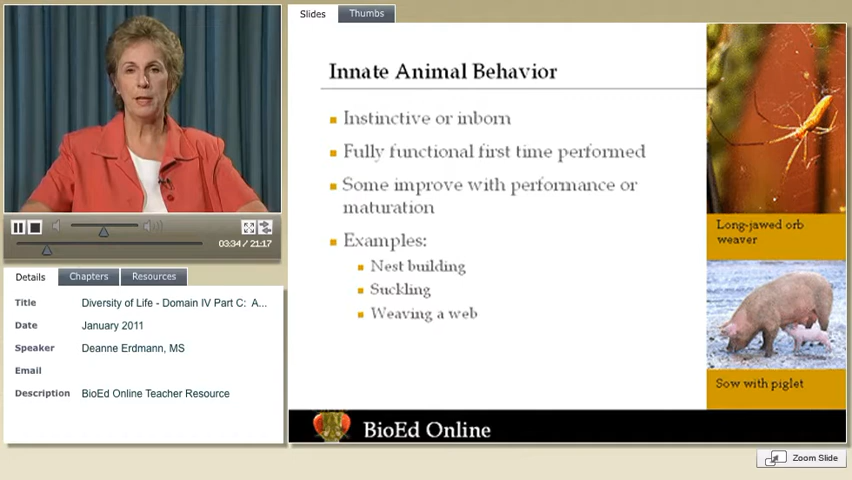 Slides
Thumbs
Innate Animal Behavior
Instinctive or inborn
Fully functional first time performed
Some improve with performance or
maturation
Examples:
Nest building
Suckling
Weaving a web
Long-jawed orb
weaver
Sow with piglet
BioEd Online
Zoom Slide
03:34 / 21:17
Details
Chapters
Resources
Title
Diversity of Life - Domain IV Part C: A...
Date
January 2011
Speaker
Deanne Erdmann, MS
Email
Description
BioEd Online Teacher Resource